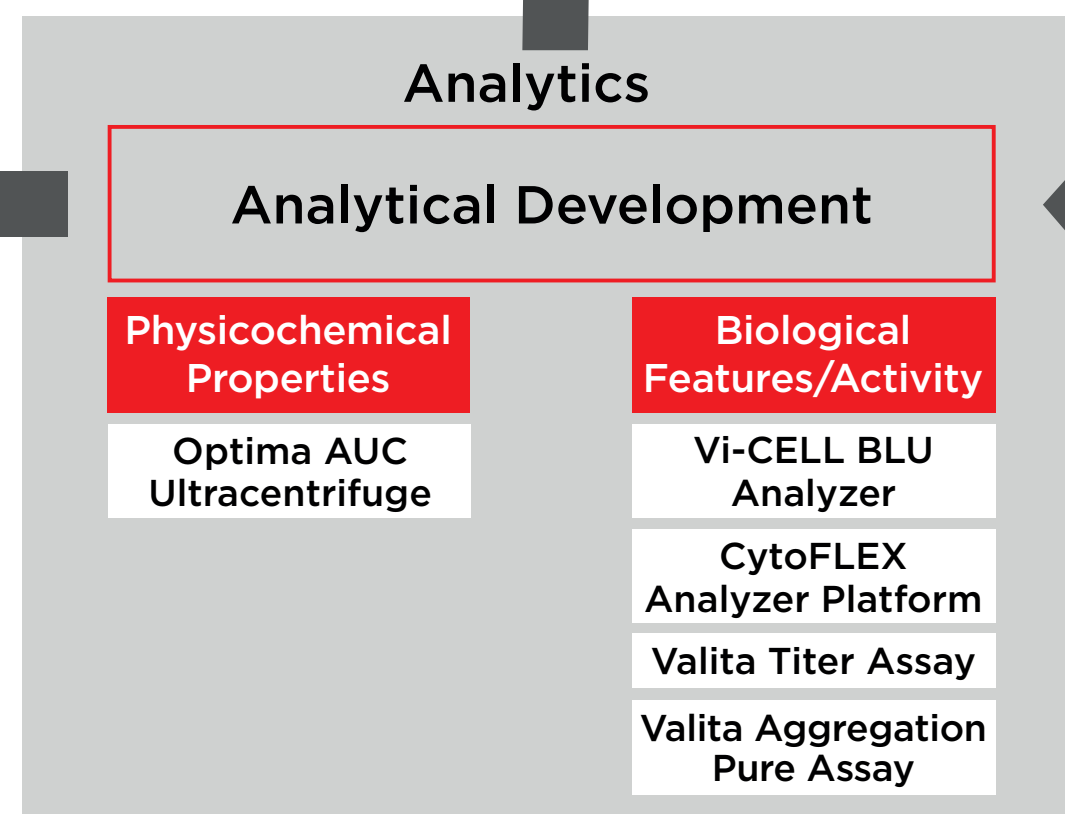 Analytics
Analytical Development
Physicochemical
Properties
Optima AUC
Ultracentrifuge
Biological
Features/Activity
Vi-CELL BLU
Analyzer
CytoFLEX
Analyzer Platform
Valita Titer Assay
Valita Aggregation
Pure Assay